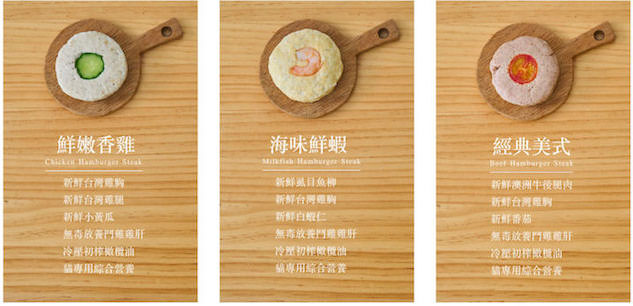 鮮嫩香雞
Chicken Hamburger Steak
新鮮台灣雞胸
新鮮台灣雞腿
新鮮小黃瓜
無毒放養鬥雞雞肝
冷壓初榨橄欖油
貓專用綜合營養
海味鮮蝦
Milkfish Hamburger Steak
新鮮虱目魚柳
新鮮台灣雞胸
新鮮白蝦仁
無毒放養鬥雞雞肝
冷壓初榨橄欖油
貓專用綜合營養
經典美式
Beef Hamburger Steak
新鮮澳洲牛後腿肉
新鮮台灣雞胸
新鮮番茄
無毒放養鬥雞雞肝
冷壓初榨橄欖油
貓專用綜合營養